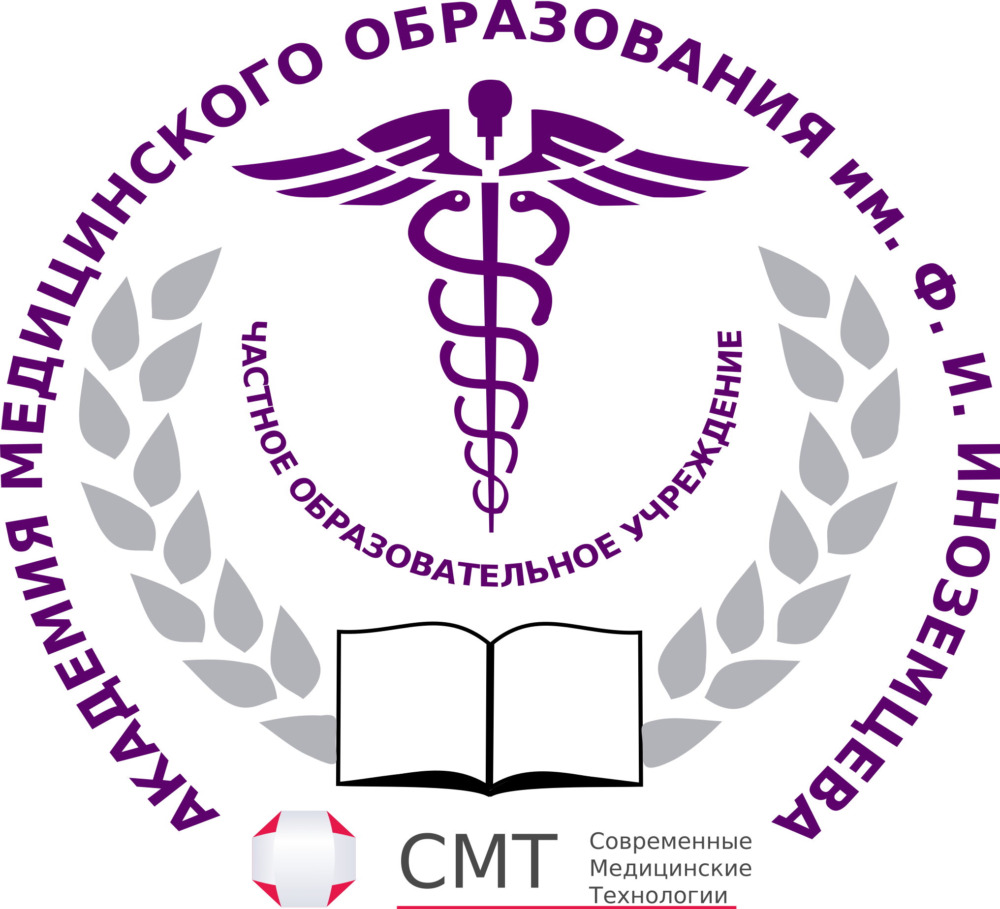 АКАДЕМИЯ МЕДИЦИНСКОГО ОБРАЗОВАНИЯ им. Ф. И. ИНОЗЕМЦЕВА
ЧАСТНОЕ ОБРАЗОВАТЕЛЬНОЕ УЧРЕЖДЕНИЕ
СМТ
Современные
Медицинские
Технологии